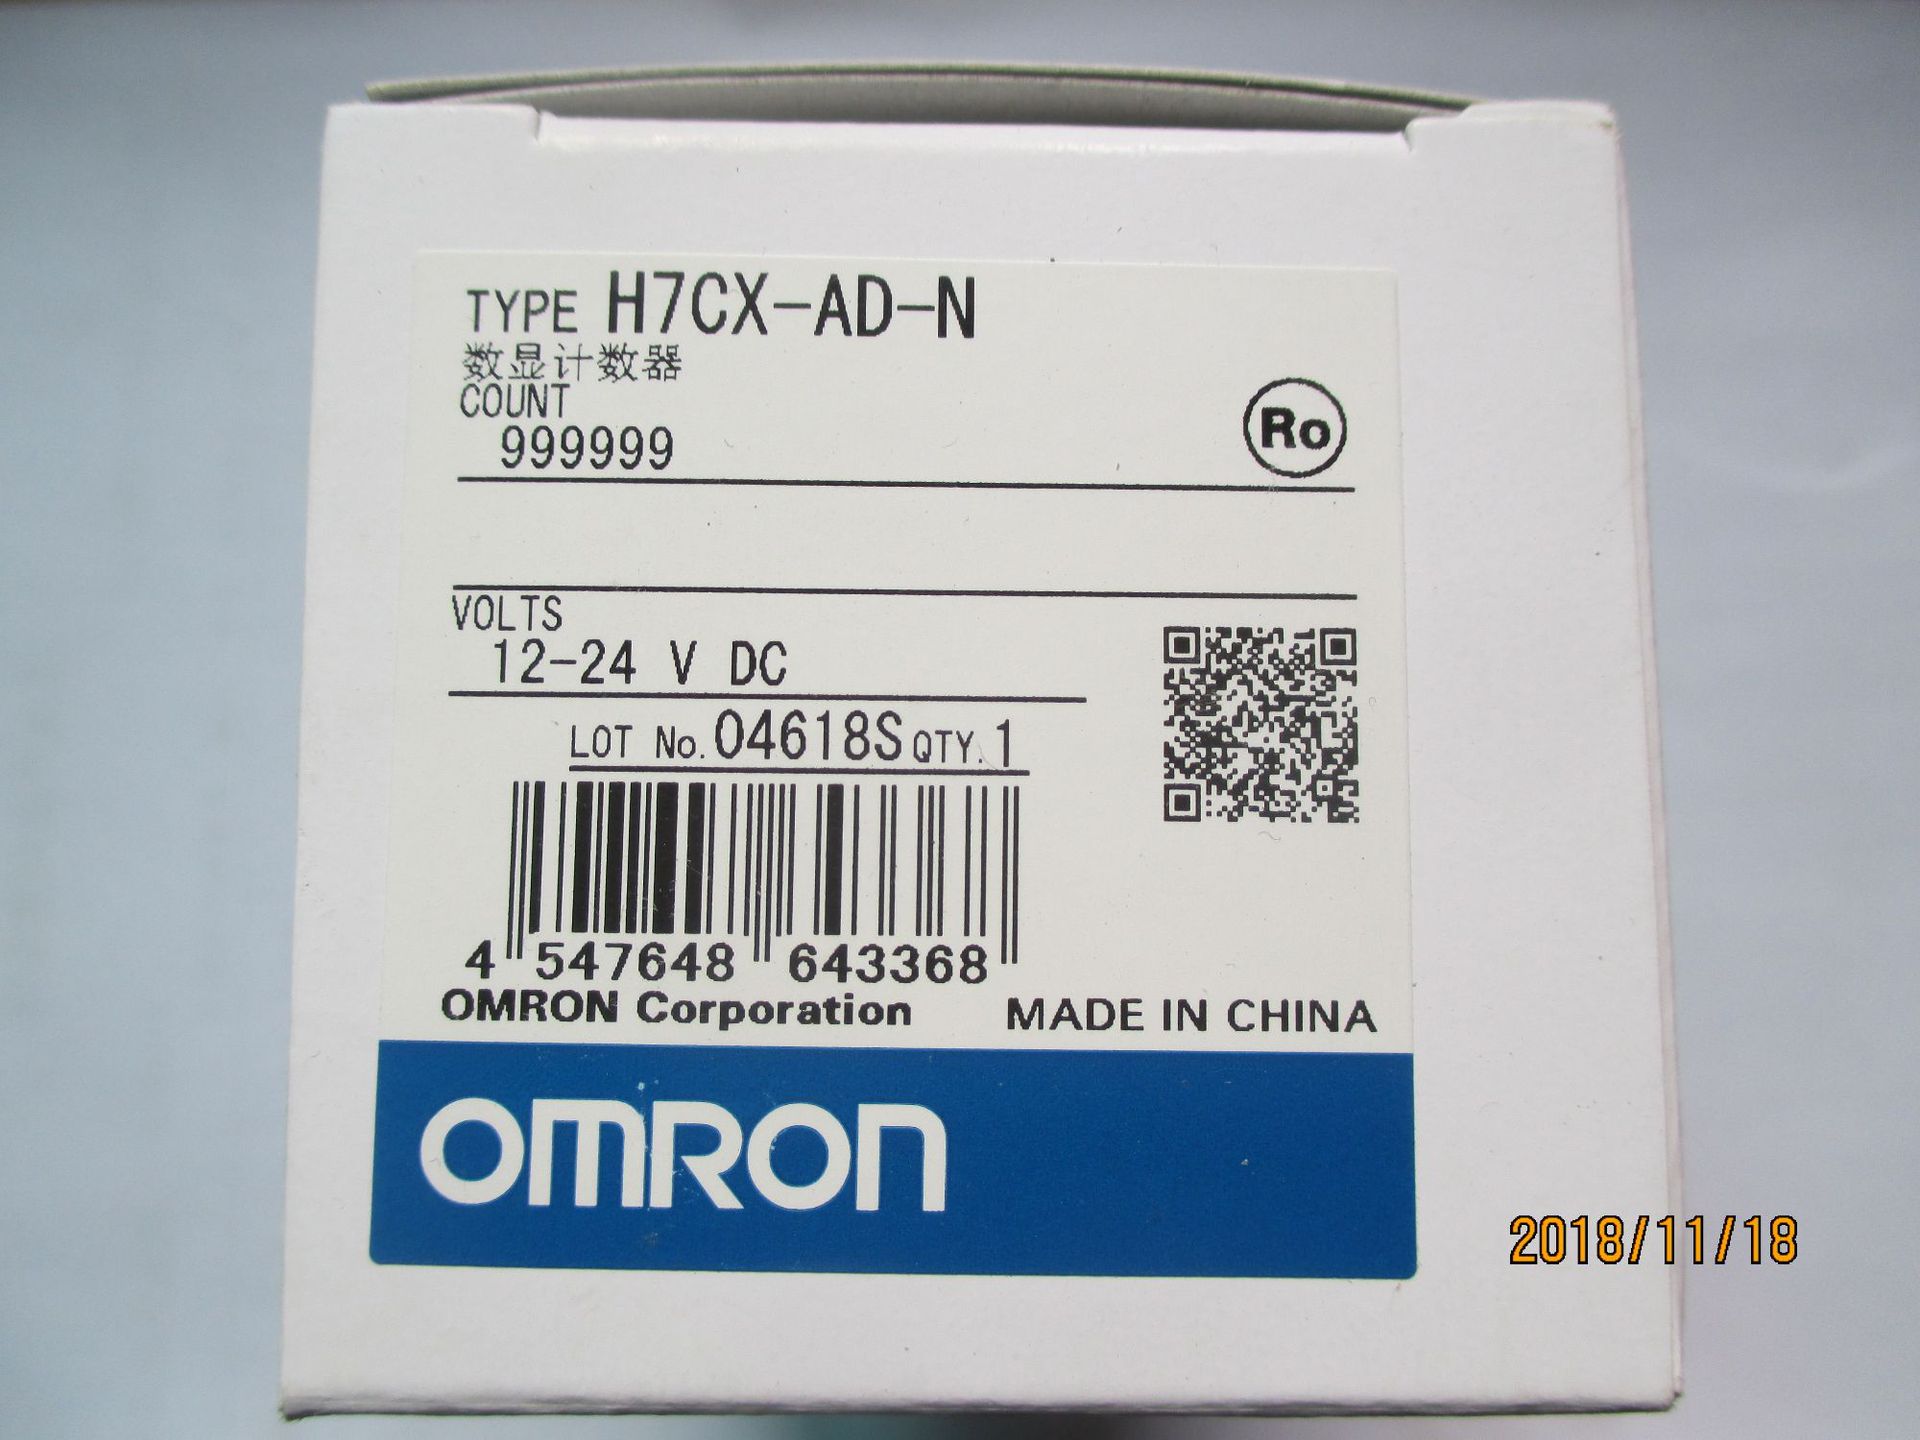 TYPE H7CX-AD-N
数显计数器
COUNT
999999
Ro
VOLTS
12-24 V DC
LOT No. 04618S QTY. 1
4 547648 643368
OMRON Corporation MADE IN CHINA
OMRON
2018/11/18